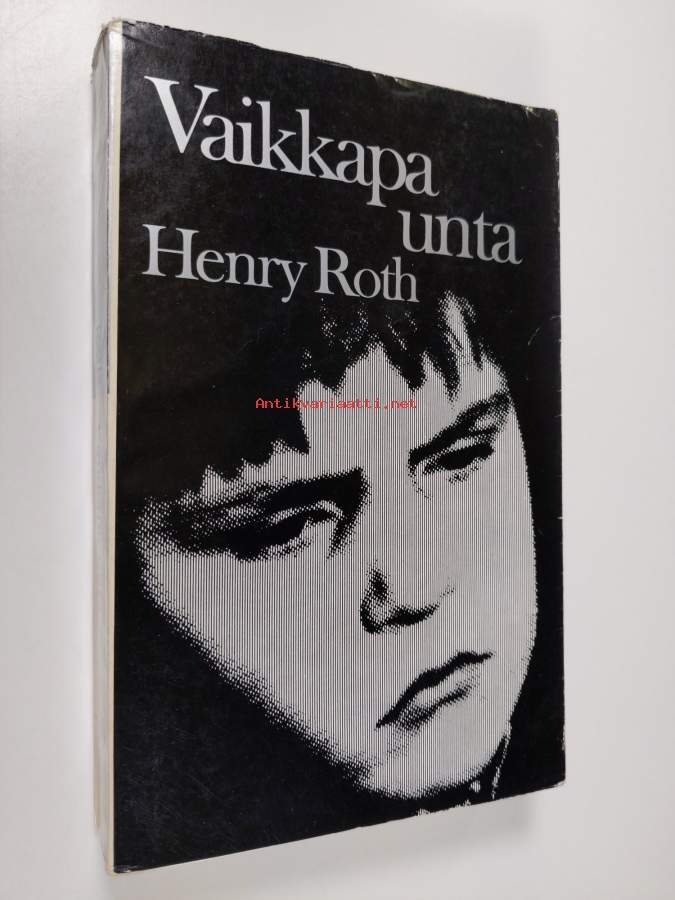 Vaikkapa
unta
Henry Roth
Antikvariaatti.net